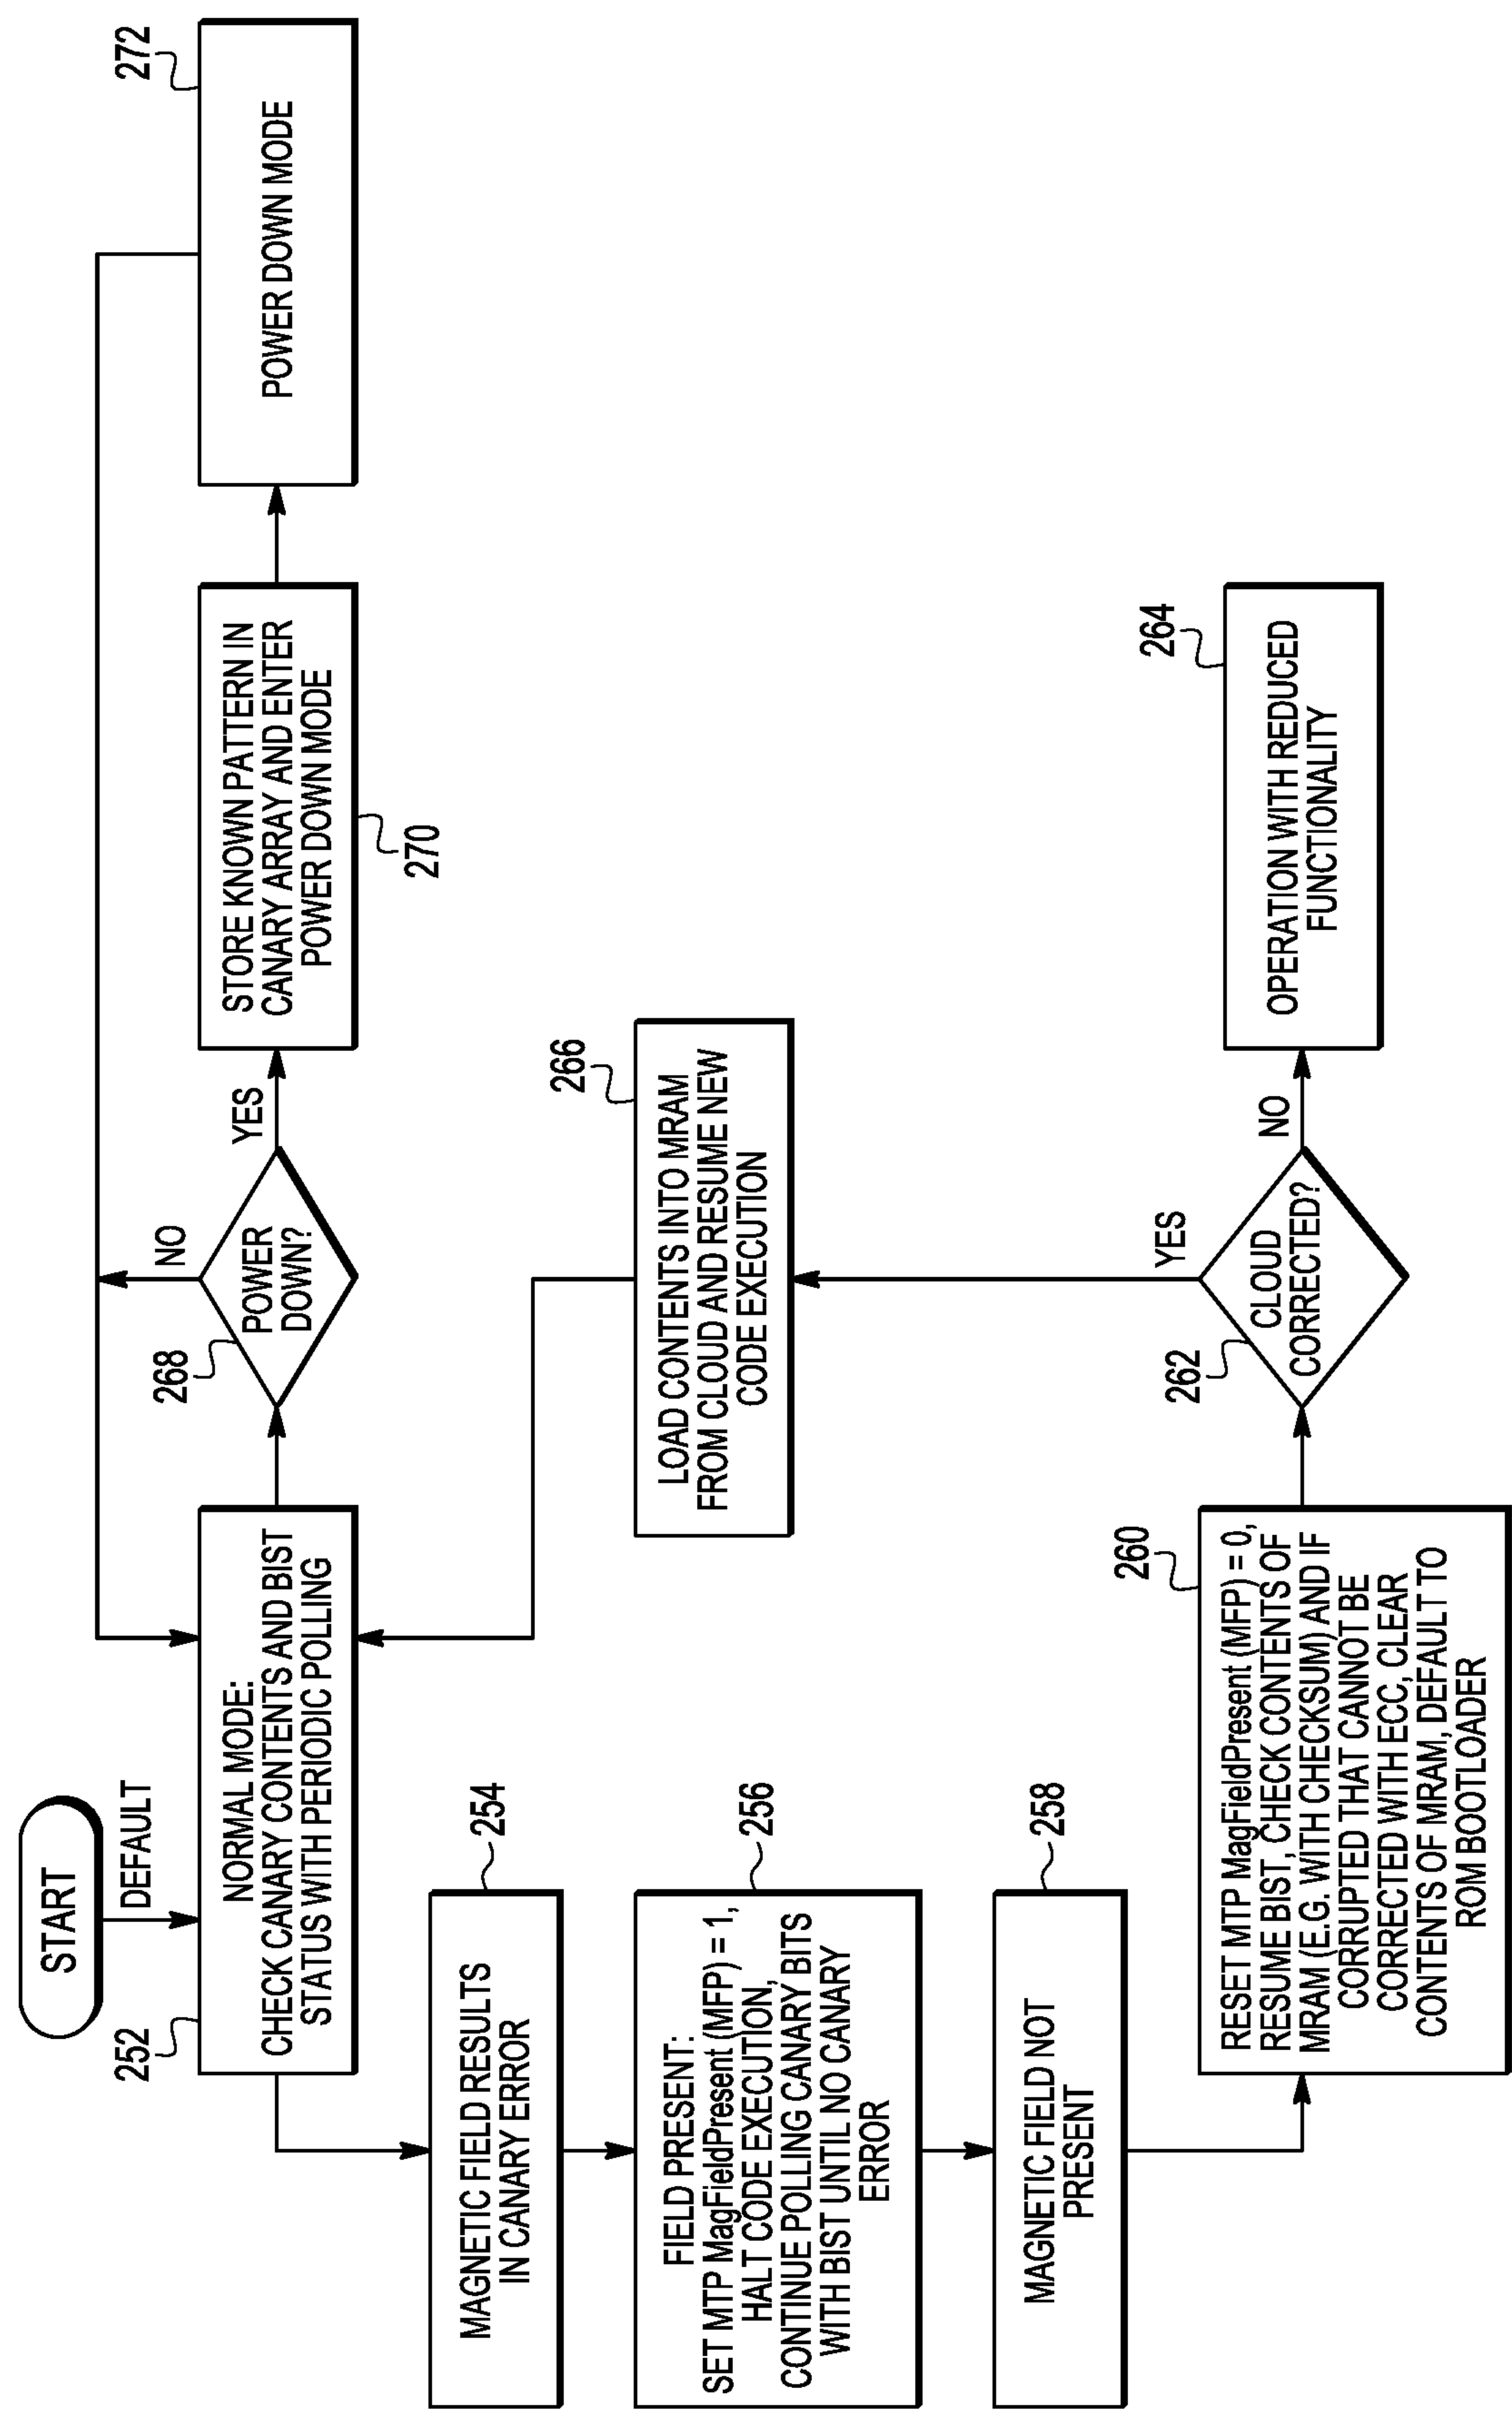 START
DEFAULT
252
NORMAL MODE:
CHECK CANARY CONTENTS AND BIST
STATUS WITH PERIODIC POLLING
268
POWER
DOWN?
NO
YES
STORE KNOWN PATTERN IN
CANARY ARRAY AND ENTER
POWER DOWN MODE
270
POWER DOWN MODE
272
MAGNETIC FIELD RESULTS
IN CANARY ERROR
254
FIELD PRESENT:
SET MTP MagFieldPresent (MFP) = 1,
HALT CODE EXECUTION,
CONTINUE POLLING CANARY BITS
WITH BIST UNTIL NO CANARY
ERROR
256
LOAD CONTENTS INTO MRAM
FROM CLOUD AND RESUME NEW
CODE EXECUTION
266
MAGNETIC FIELD NOT
PRESENT
258
RESET MTP MagFieldPresent (MFP) = 0,
RESUME BIST, CHECK CONTENTS OF
MRAM (E.G. WITH CHECKSUM) AND IF
CORRUPTED THAT CANNOT BE
CORRECTED WITH ECC, CLEAR
CONTENTS OF MRAM, DEFAULT TO
ROM BOOTLOADER
260
262
CLOUD
CORRECTED?
YES
NO
OPERATION WITH REDUCED
FUNCTIONALITY
264